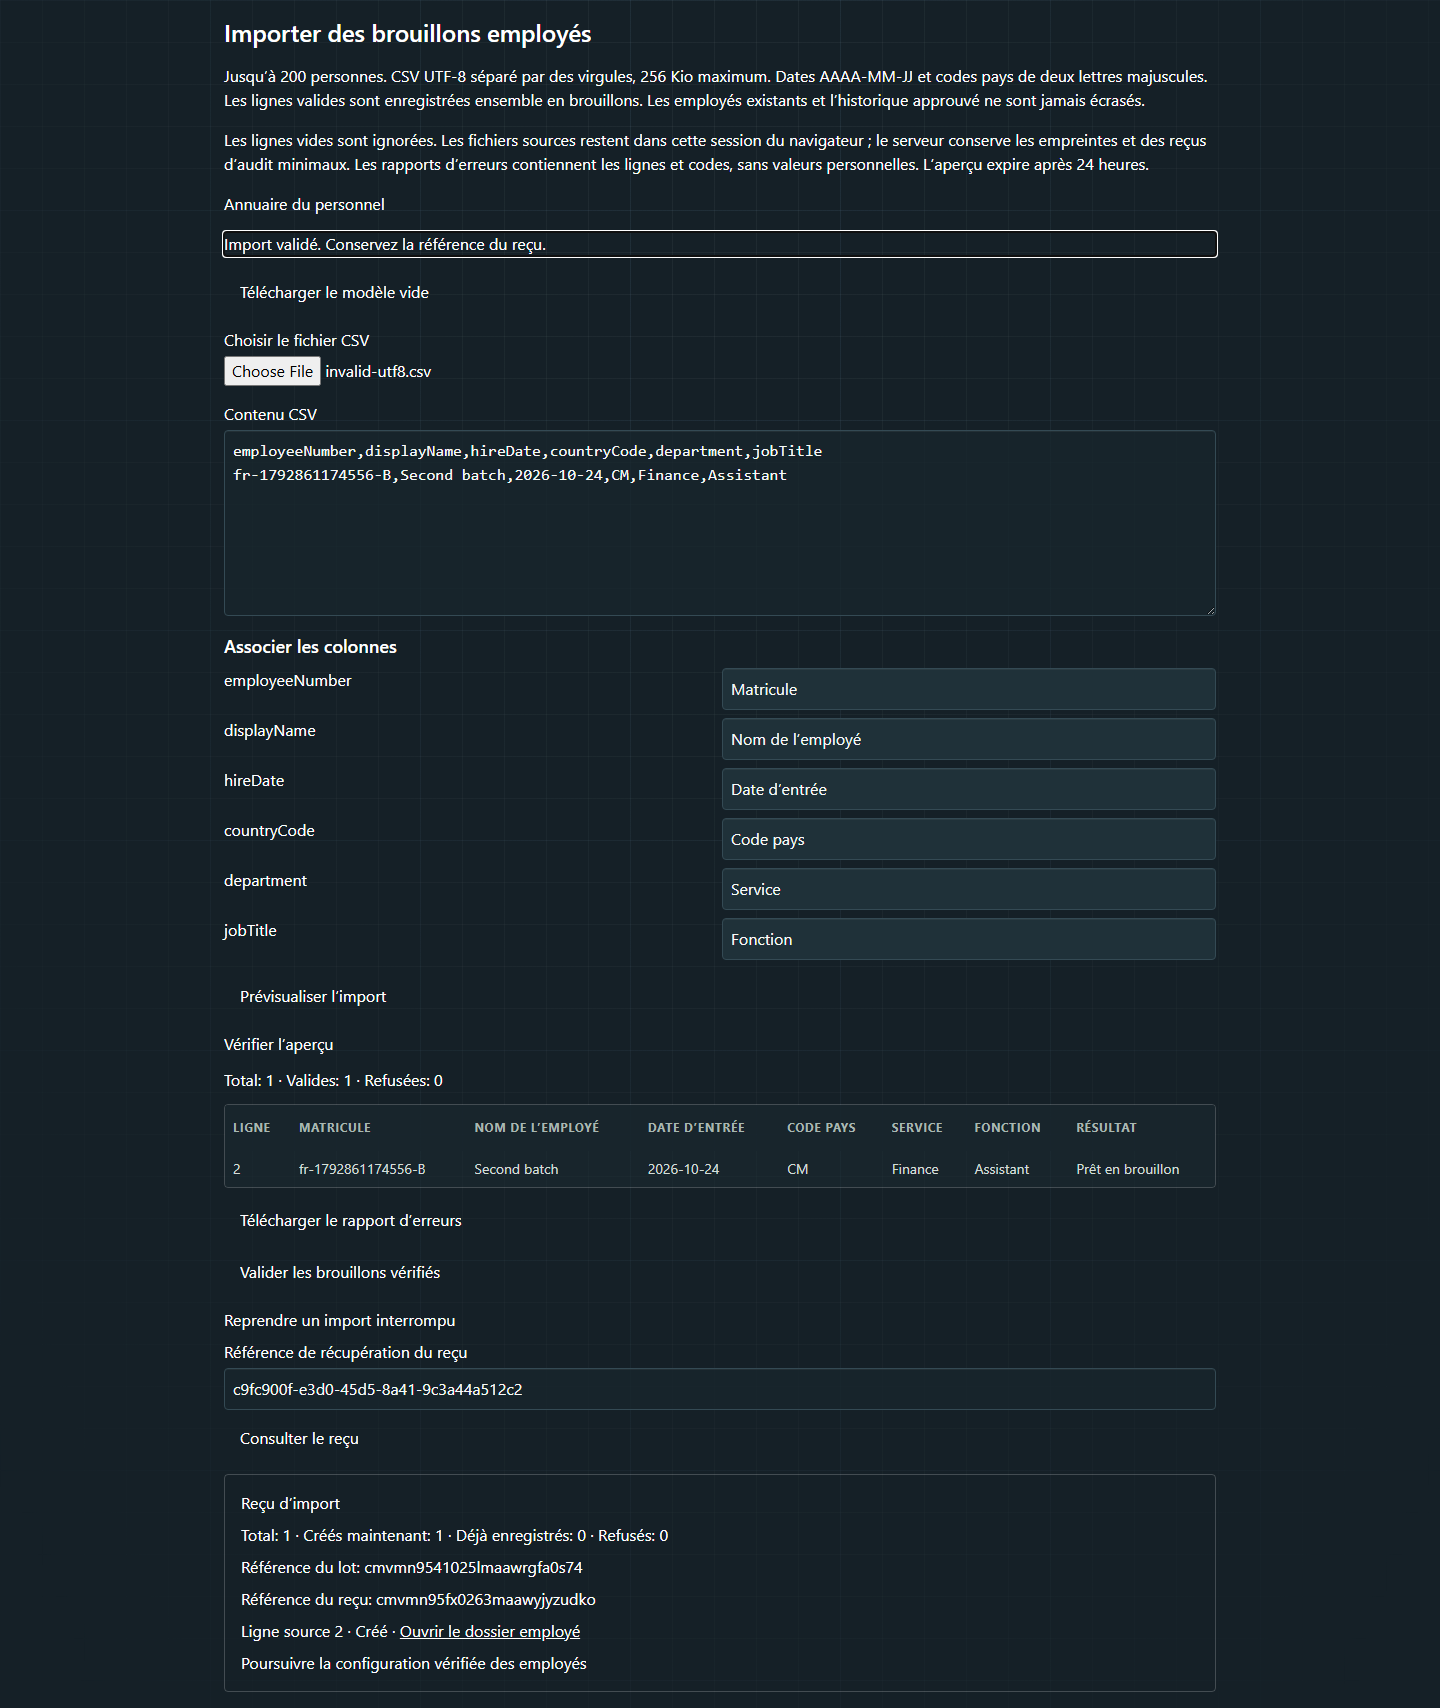 Importer des brouillons employés
Jusqu’à 200 personnes. CSV UTF-8 séparé par des virgules, 256 Kio maximum. Dates AAAA-MM-JJ et codes pays de deux lettres majuscules.
Les lignes valides sont enregistrées ensemble en brouillons. Les employés existants et l’historique approuvé ne sont jamais écrasés.
Les lignes vides sont ignorées. Les fichiers sources restent dans cette session du navigateur ; le serveur conserve les empreintes et des reçus
d’audit minimaux. Les rapports d’erreurs contiennent les lignes et codes, sans valeurs personnelles. L’aperçu expire après 24 heures.
Annuaire du personnel
Import validé. Conservez la référence du reçu.
Télécharger le modèle vide
Choisir le fichier CSV
Choose File invalid-utf8.csv
Contenu CSV
employeeNumber,displayName,hireDate,countryCode,department,jobTitle
fr-1792861174556-B,Second batch,2026-10-24,CM,Finance,Assistant
Associer les colonnes
employeeNumber Matricule
displayName Nom de l’employé
hireDate Date d’entrée
countryCode Code pays
department Service
jobTitle Fonction
Prévisualiser l’import
Vérifier l’aperçu
Total: 1 · Valides: 1 · Refusées: 0
LIGNE MATRICULE NOM DE L’EMPLOYÉ DATE D’ENTRÉE CODE PAYS SERVICE FONCTION RÉSULTAT
2 fr-1792861174556-B Second batch 2026-10-24 CM Finance Assistant Prêt en brouillon
Télécharger le rapport d’erreurs
Valider les brouillons vérifiés
Reprendre un import interrompu
Référence de récupération du reçu
c9fc900f-e3d0-45d5-8a41-9c3a44a512c2
Consulter le reçu
Reçu d’import
Total: 1 · Créés maintenant: 1 · Déjà enregistrés: 0 · Refusés: 0
Référence du lot: cmvmn9541025lmaawrgfa0s74
Référence du reçu: cmvmn95fx0263maawyjyzudko
Ligne source 2 · Créé · Ouvrir le dossier employé
Poursuivre la configuration vérifiée des employés